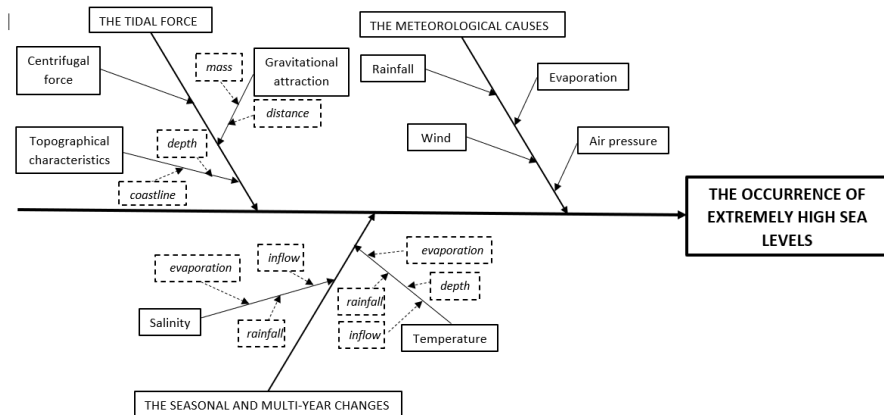 THE TIDAL FORCE
THE METEOROLOGICAL CAUSES
Centrifugal
force
mass
Gravitational
attraction
distance
Topographical
characteristics
depth
coastline
Rainfall
Evaporation
Wind
Air pressure
THE OCCURRENCE OF
EXTREMELY HIGH SEA
LEVELS
evaporation
inflow
rainfall
Salinity
evaporation
depth
rainfall
inflow
Temperature
THE SEASONAL AND MULTI-YEAR CHANGES